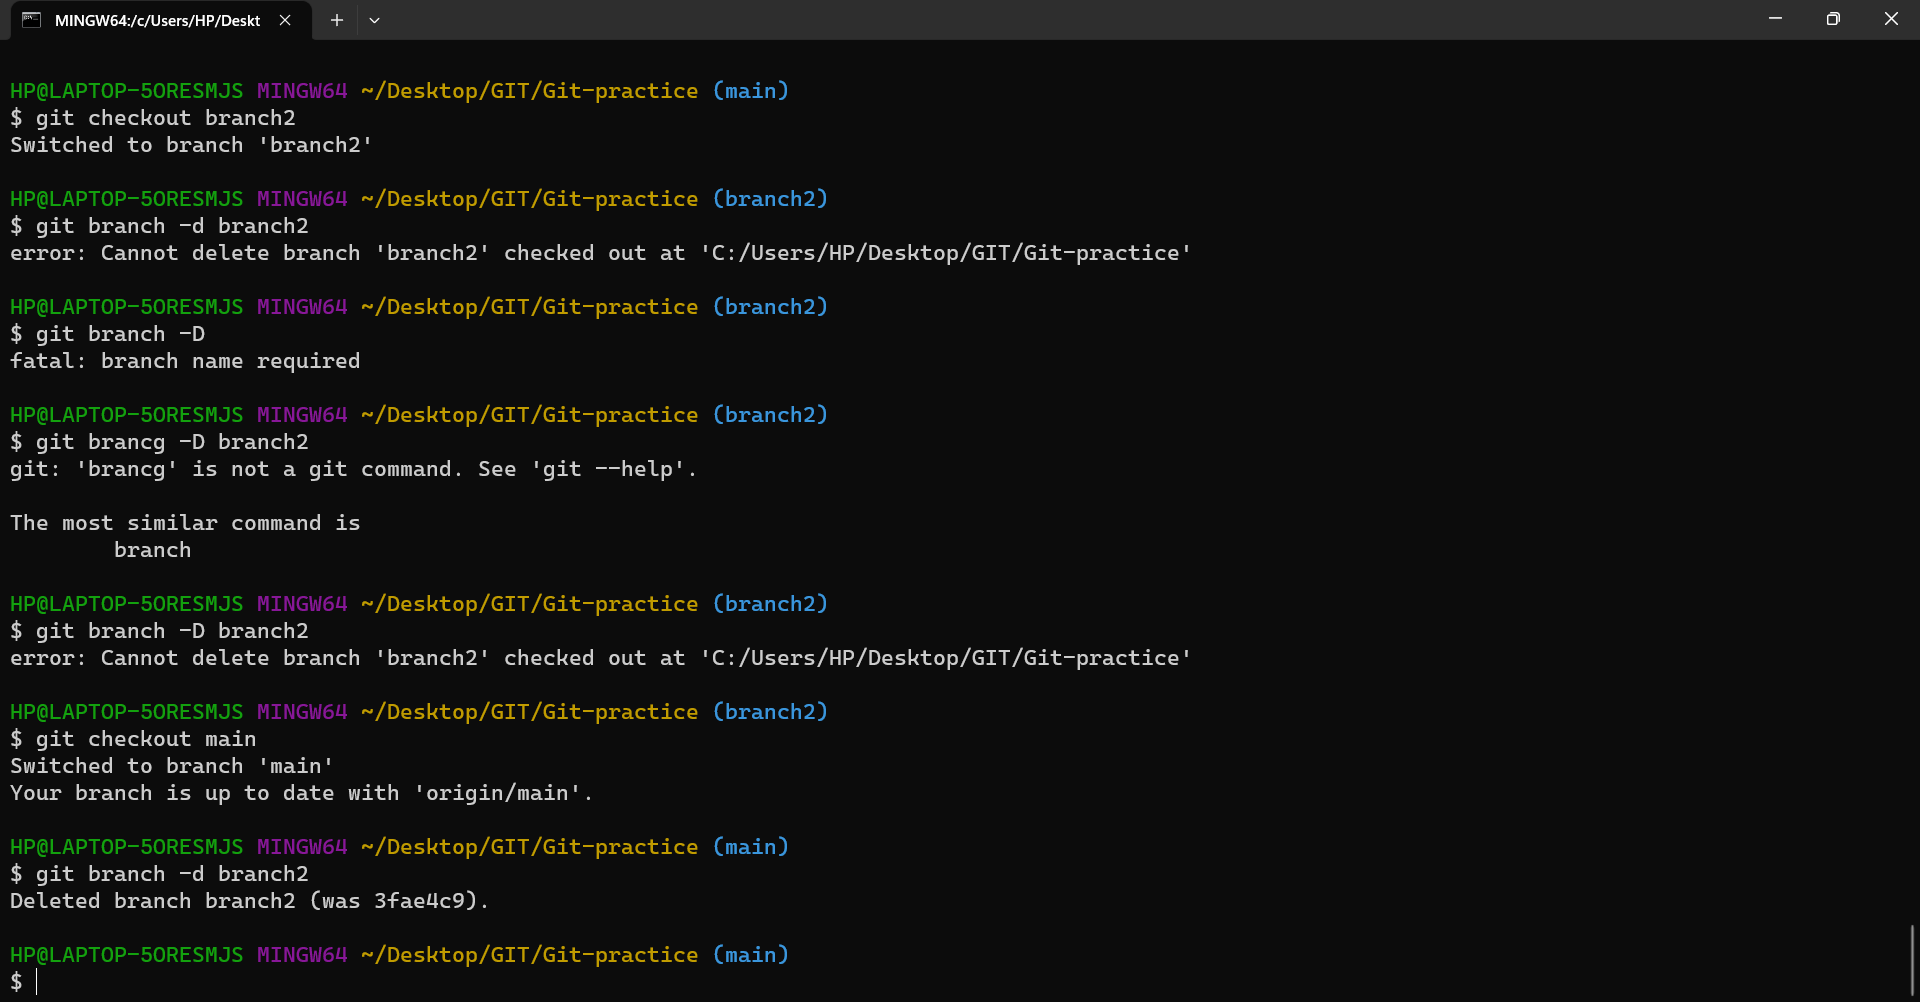 MINGW64:/c/Users/HP/Deskt
HP@LAPTOP-5ORESMJS MINGW64 ~/Desktop/GIT/Git-practice (main)
$ git checkout branch2
Switched to branch 'branch2'
HP@LAPTOP-5ORESMJS MINGW64 ~/Desktop/GIT/Git-practice (branch2)
$ git branch -d branch2
error: Cannot delete branch 'branch2' checked out at 'C:/Users/HP/Desktop/GIT/Git-practice'
HP@LAPTOP-5ORESMJS MINGW64 ~/Desktop/GIT/Git-practice (branch2)
$ git branch -D
fatal: branch name required
HP@LAPTOP-5ORESMJS MINGW64 ~/Desktop/GIT/Git-practice (branch2)
$ git brancg -D branch2
git: 'brancg' is not a git command. See 'git --help'.
The most similar command is
branch
HP@LAPTOP-5ORESMJS MINGW64 ~/Desktop/GIT/Git-practice (branch2)
$ git branch -D branch2
error: Cannot delete branch 'branch2' checked out at 'C:/Users/HP/Desktop/GIT/Git-practice'
HP@LAPTOP-5ORESMJS MINGW64 ~/Desktop/GIT/Git-practice (branch2)
$ git checkout main
Switched to branch 'main'
Your branch is up to date with 'origin/main'.
HP@LAPTOP-5ORESMJS MINGW64 ~/Desktop/GIT/Git-practice (main)
$ git branch -d branch2
Deleted branch branch2 (was 3fae4c9).
HP@LAPTOP-5ORESMJS MINGW64 ~/Desktop/GIT/Git-practice (main)
$